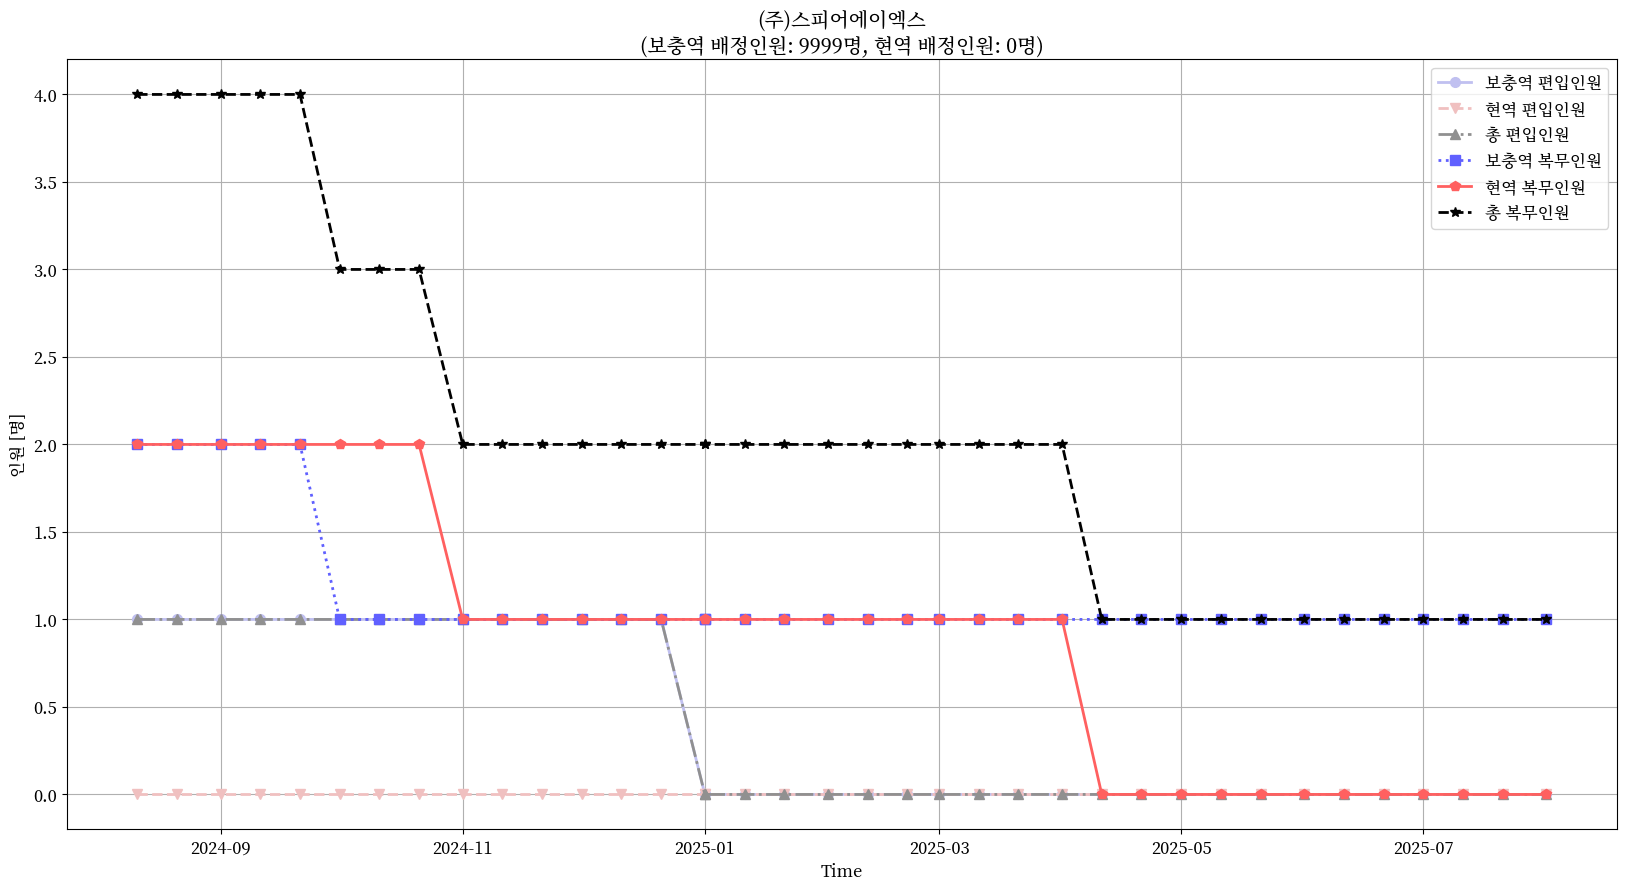 (주)스피어에이엑스
(보충역 배정인원: 9999명, 현역 배정인원: 0명)
보충역 편입인원
현역 편입인원
총 편입인원
보충역 복무인원
현역 복무인원
총 복무인원
인원 [명]
4.0
3.5
3.0
2.5
2.0
1.5
1.0
0.5
0.0
2024-09
2024-11
2025-01
2025-03
2025-05
2025-07
Time